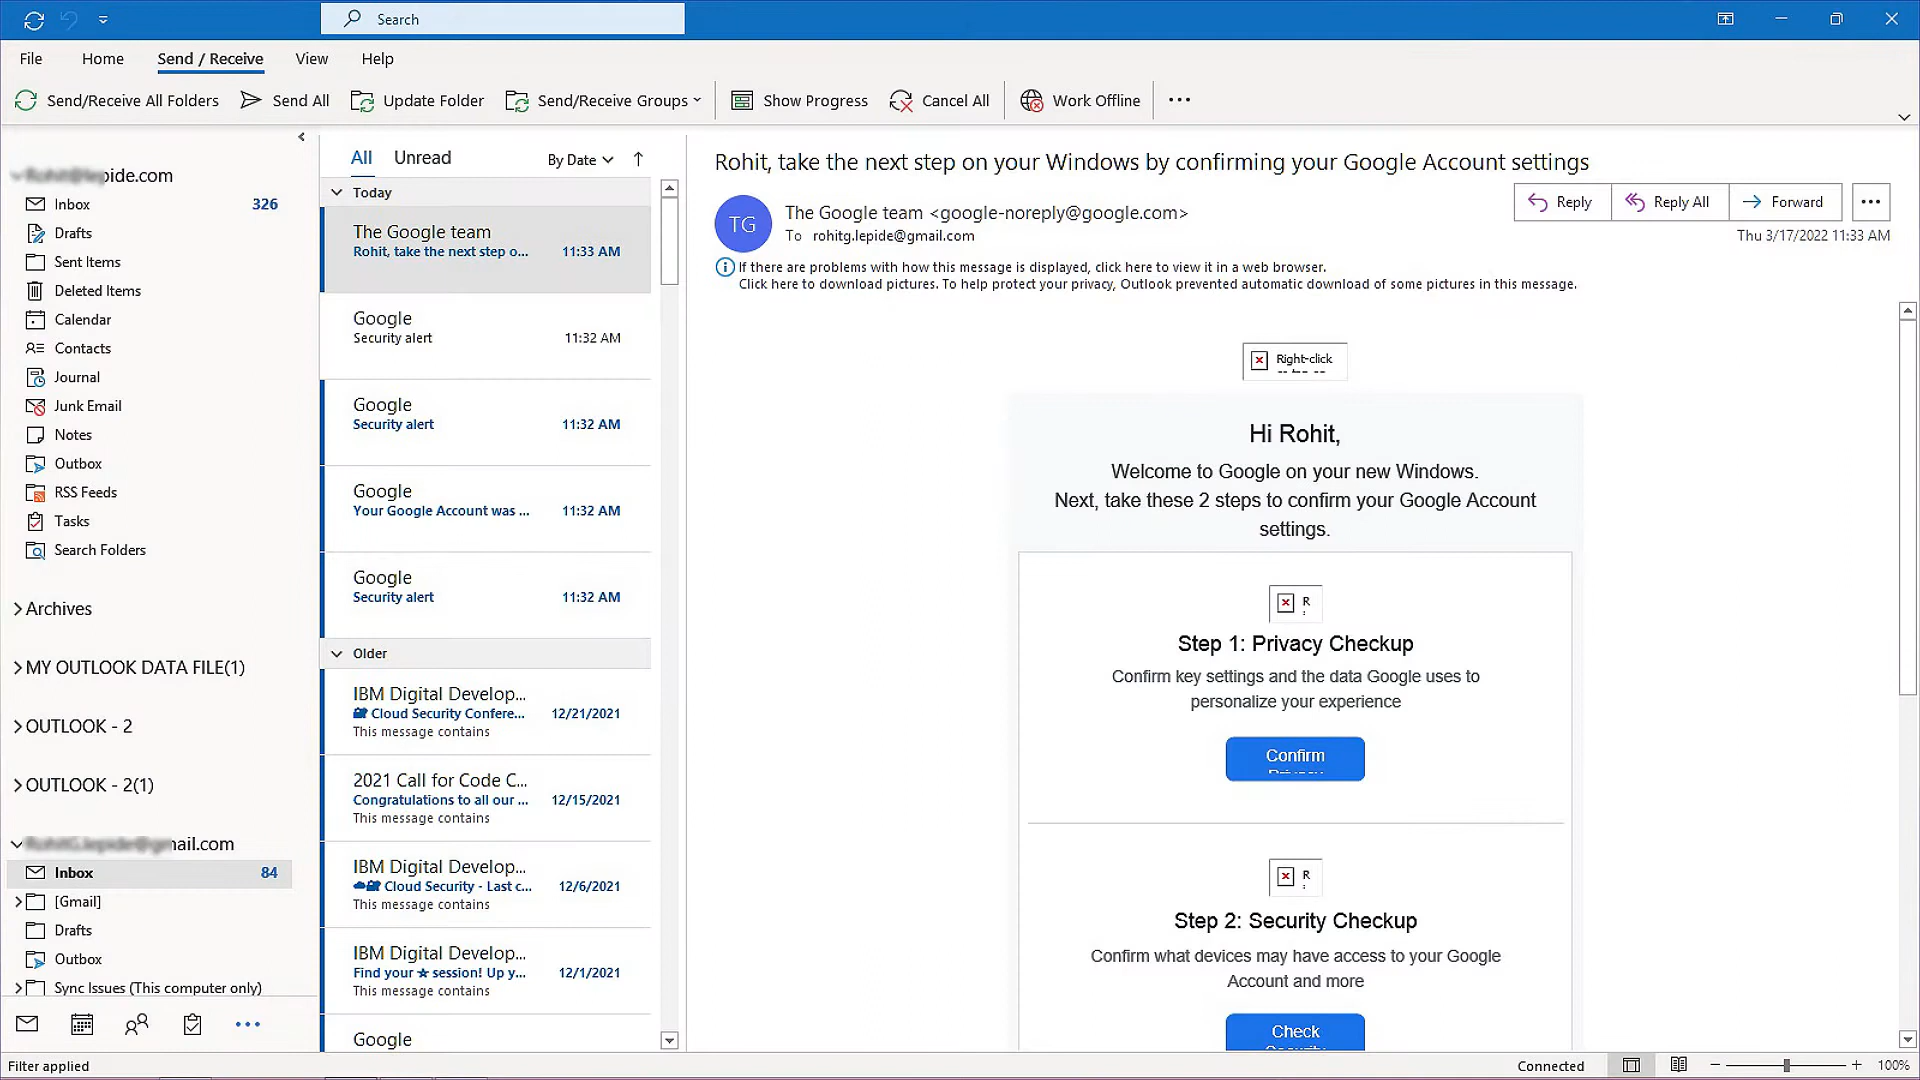 Search
File Home Send / Receive View Help
Send/Receive All Folders Send All Update Folder Send/Receive Groups Show Progress Cancel All Work Offline ...
pide.com
Inbox 326
Drafts
Sent Items
Deleted Items
Calendar
Contacts
Journal
Junk Email
Notes
Outbox
RSS Feeds
Tasks
Search Folders
Archives
MY OUTLOOK DATA FILE(1)
OUTLOOK - 2
OUTLOOK - 2(1)
mail.com
Inbox 84
[Gmail]
Drafts
Outbox
Sync Issues (This computer only)
All Unread By Date
Today
The Google team
Rohit, take the next step o... 11:33 AM
Google
Security alert 11:32 AM
Google
Security alert 11:32 AM
Google
Your Google Account was ... 11:32 AM
Google
Security alert 11:32 AM
Older
IBM Digital Develop...
Cloud Security Confere... 12/21/2021
This message contains
2021 Call for Code C...
Congratulations to all our ... 12/15/2021
This message contains
IBM Digital Develop...
Cloud Security - Last c... 12/6/2021
This message contains
IBM Digital Develop...
Find your ★ session! Up y... 12/1/2021
This message contains
Google
Rohit, take the next step on your Windows by confirming your Google Account settings
TG
The Google team <google-noreply@google.com>
To rohitg.lepide@gmail.com
Reply Reply All Forward ...
Thu 3/17/2022 11:33 AM
If there are problems with how this message is displayed, click here to view it in a web browser.
Click here to download pictures. To help protect your privacy, Outlook prevented automatic download of some pictures in this message.
Right-click
Hi Rohit,
Welcome to Google on your new Windows.
Next, take these 2 steps to confirm your Google Account
settings.
R
Step 1: Privacy Checkup
Confirm key settings and the data Google uses to
personalize your experience
Confirm
R
Step 2: Security Checkup
Confirm what devices may have access to your Google
Account and more
Check
Filter applied
Connected
100%